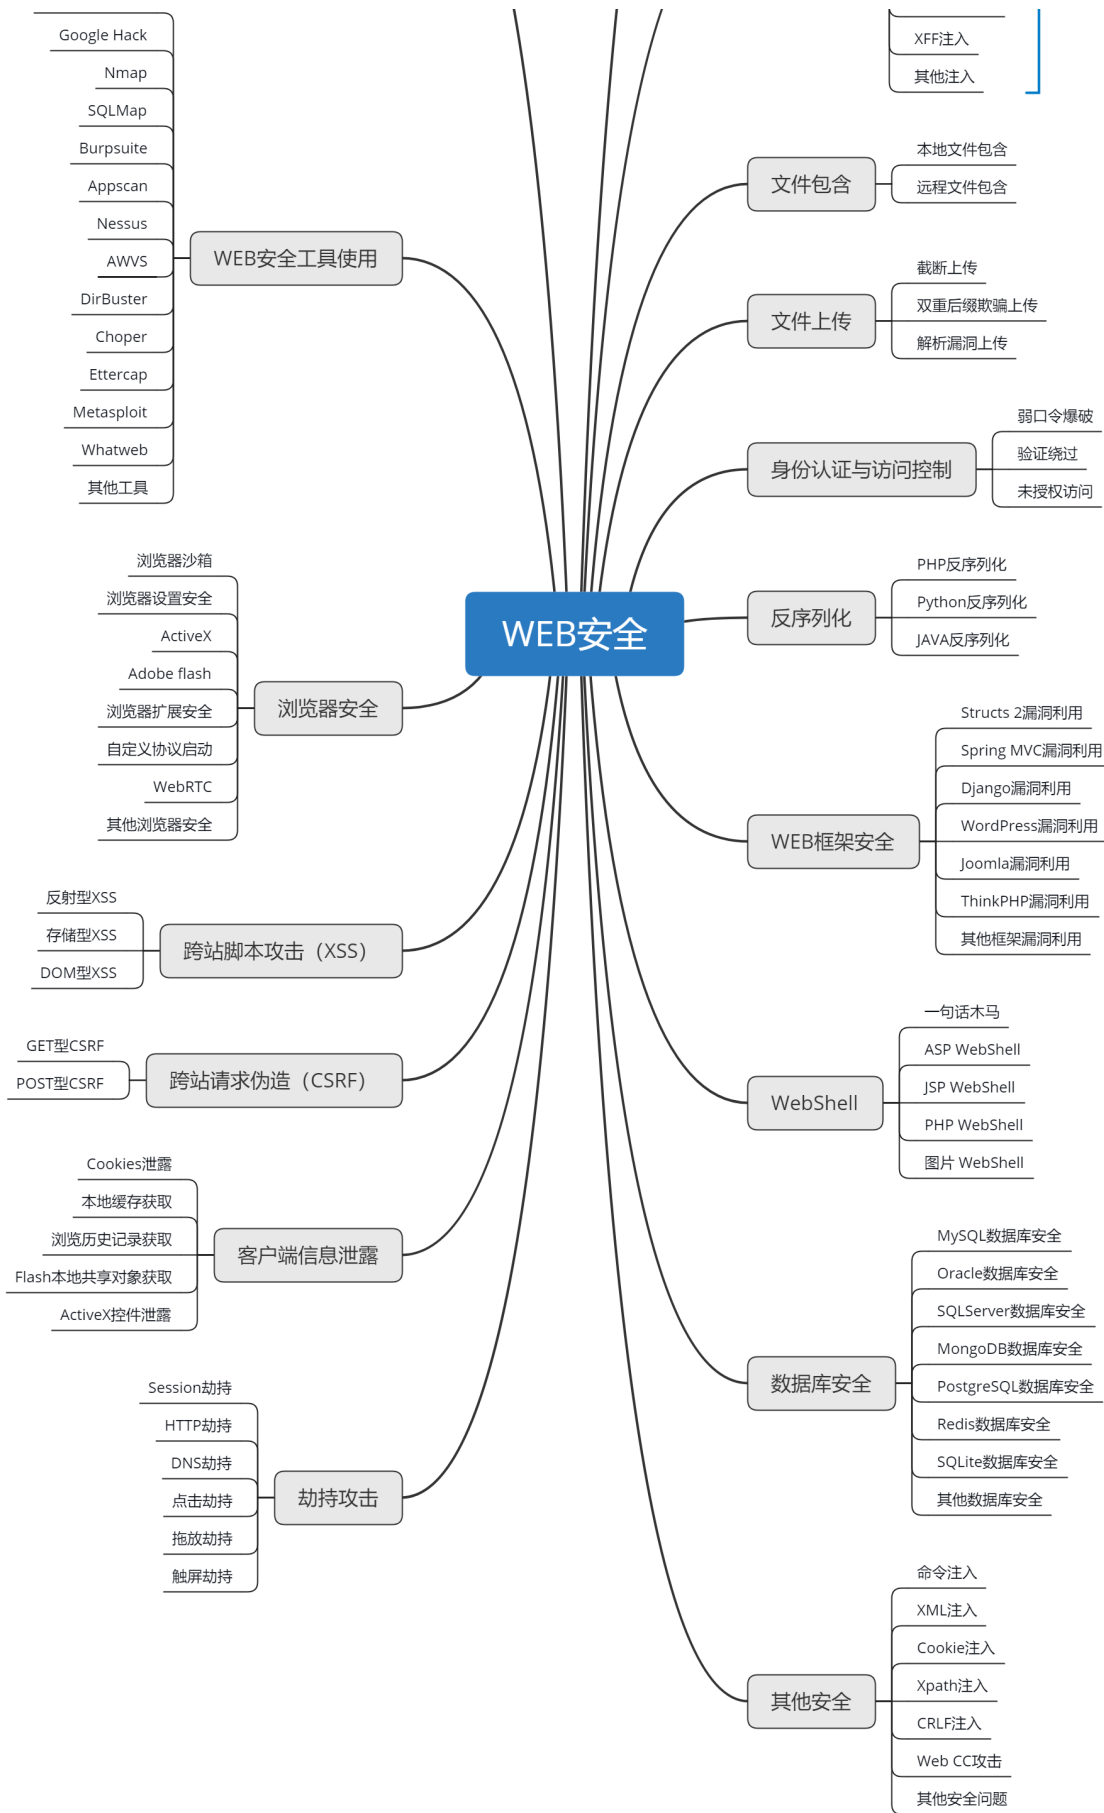 Google Hack
Nmap
SQLMap
Burpsuite
Appscan
Nessus
AWVS
DirBuster
Choper
Ettercap
Metasploit
Whatweb
其他工具
WEB安全工具使用
浏览器沙箱
浏览器设置安全
ActiveX
Adobe flash
浏览器扩展安全
自定义协议启动
WebRTC
其他浏览器安全
浏览器安全
反射型XSS
存储型XSS
DOM型XSS
跨站脚本攻击（XSS）
GET型CSRF
POST型CSRF
跨站请求伪造（CSRF）
Cookies泄露
本地缓存获取
浏览历史记录获取
Flash本地共享对象获取
ActiveX控件泄露
客户端信息泄露
Session劫持
HTTP劫持
DNS劫持
点击劫持
拖放劫持
触屏劫持
劫持攻击
WEB安全
XFF注入
其他注入
文件包含
本地文件包含
远程文件包含
文件上传
截断上传
双重后缀欺骗上传
解析漏洞上传
身份认证与访问控制
弱口令爆破
验证绕过
未授权访问
反序列化
PHP反序列化
Python反序列化
JAVA反序列化
WEB框架安全
Structs 2漏洞利用
Spring MVC漏洞利用
Django漏洞利用
WordPress漏洞利用
Joomla漏洞利用
ThinkPHP漏洞利用
其他框架漏洞利用
WebShell
一句话木马
ASP WebShell
JSP WebShell
PHP WebShell
图片 WebShell
数据库安全
MySQL数据库安全
Oracle数据库安全
SQLServer数据库安全
MongoDB数据库安全
PostgreSQL数据库安全
Redis数据库安全
SQLite数据库安全
其他数据库安全
其他安全
命令注入
XML注入
Cookie注入
Xpath注入
CRLF注入
Web CC攻击
其他安全问题